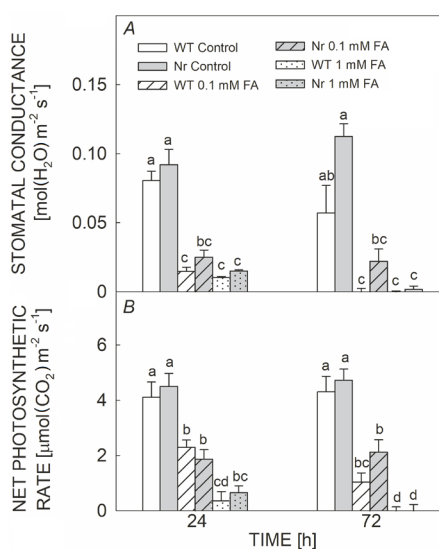 A
WT Control
Nr Control
WT 0.1 mM FA
Nr 0.1 mM FA
WT 1 mM FA
Nr 1 mM FA
STOMATAL CONDUCTANCE
[mol(H₂O) m⁻² s⁻¹]
0.15
0.10
0.05
0
a a c bc c c
ab a c bc c c
B
NET PHOTOSYNTHETIC
RATE [μmol(CO₂) m⁻² s⁻¹]
6
4
2
0
a a b b cd bc
a a bc b d d
24 72
TIME [h]